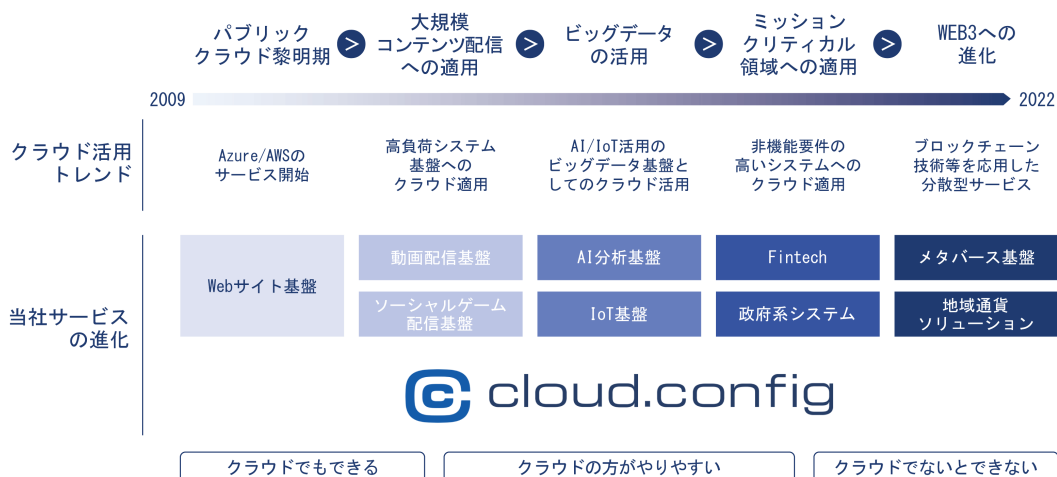 パブリック
クラウド黎明期
>
大規模
コンテンツ配信
への適用
>
ビッグデータ
の活用
>
ミッション
クリティカル
領域への適用
>
WEB3への
進化
2009
2022
クラウド活用
トレンド
Azure/AWSの
サービス開始
高負荷システム
基盤への
クラウド適用
AI/IoT活用の
ビッグデータ基盤と
してのクラウド活用
非機能要件の
高いシステムへの
クラウド適用
ブロックチェーン
技術等を応用した
分散型サービス
当社サービス
の進化
Webサイト基盤
動画配信基盤
ソーシャルゲーム
配信基盤
AI分析基盤
IoT基盤
Fintech
政府系システム
メタバース基盤
地域通貨
ソリューション
cloud.config
クラウドでもできる
クラウドの方がやりやすい
クラウドでないとできない